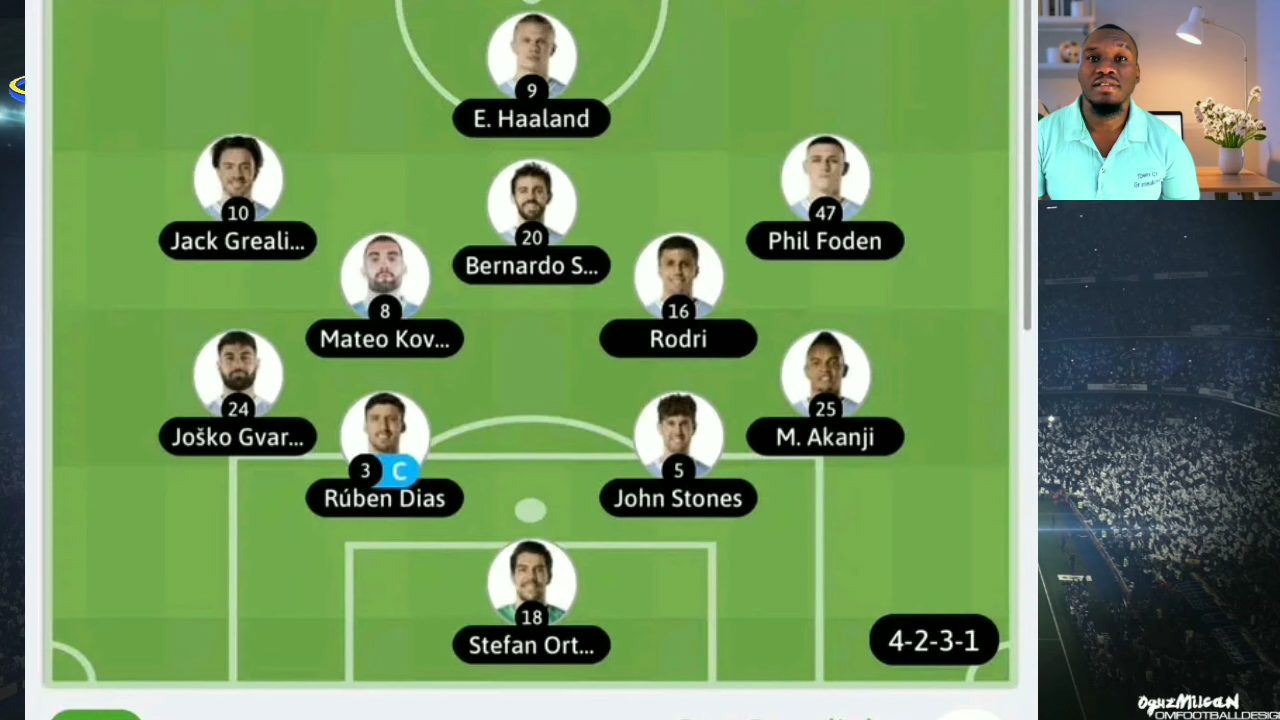 9
E. Haaland
10
Jack Greali...
20
Bernardo S...
47
Phil Foden
8
Mateo Kov...
16
Rodri
24
Joško Gvar...
25
M. Akanji
3 C
Rúben Dias
5
John Stones
18
Stefan Ort...
4-2-3-1
OğuzMilcan
OMFOOTBALLDESIG